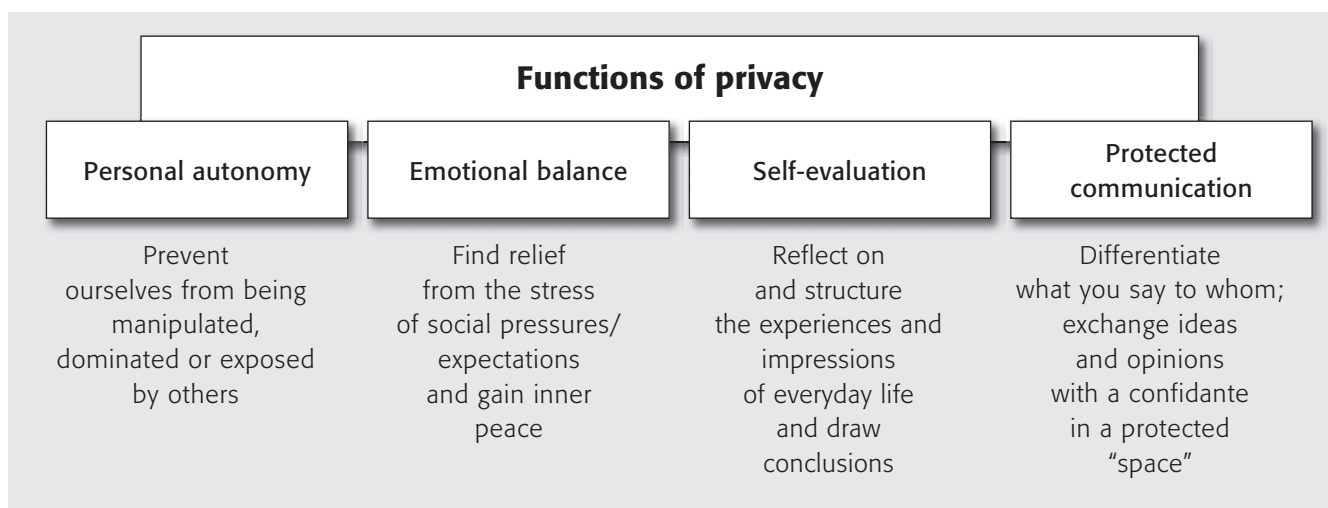 Functions of privacy
Personal autonomy
Prevent
ourselves from being
manipulated,
dominated or exposed
by others
Emotional balance
Find relief
from the stress
of social pressures/
expectations
and gain inner
peace
Self-evaluation
Reflect on
and structure
the experiences and
impressions
of everyday life
and draw
conclusions
Protected
communication
Differentiate
what you say to whom;
exchange ideas
and opinions
with a confidante
in a protected
“space”